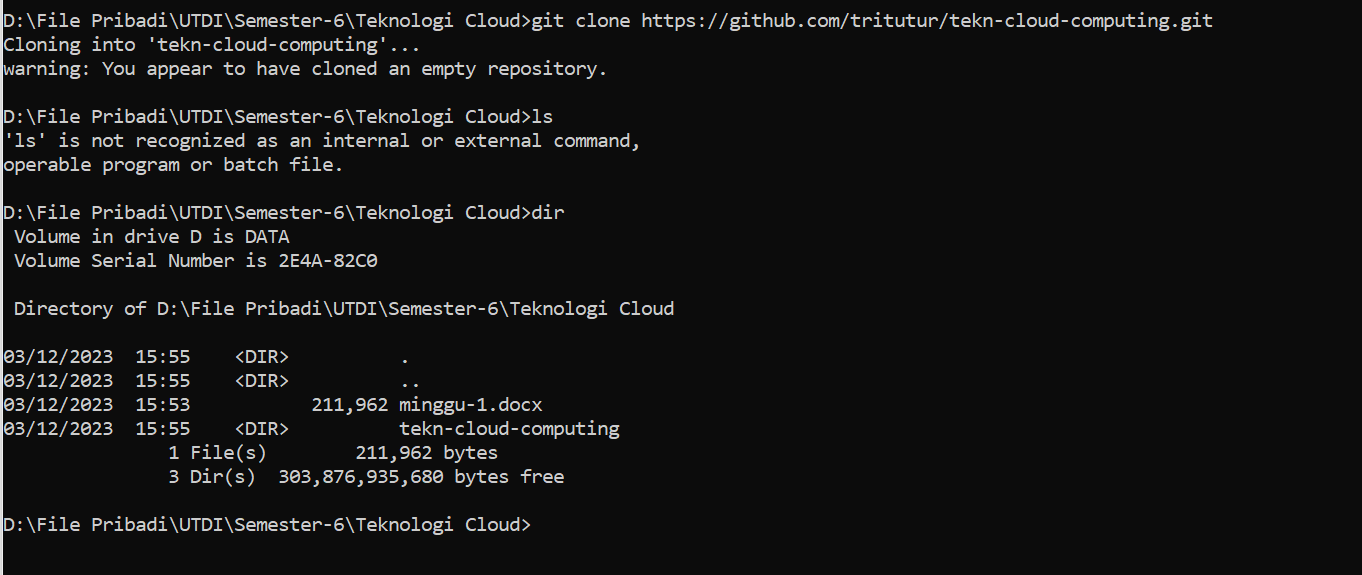 D:\File Pribadi\UTDI\Semester-6\Teknologi Cloud>git clone https://github.com/tritutur/tekn-cloud-computing.git
Cloning into 'tekn-cloud-computing'...
warning: You appear to have cloned an empty repository.

D:\File Pribadi\UTDI\Semester-6\Teknologi Cloud>ls
'ls' is not recognized as an internal or external command,
operable program or batch file.

D:\File Pribadi\UTDI\Semester-6\Teknologi Cloud>dir
 Volume in drive D is DATA
 Volume Serial Number is 2E4A-82C0

 Directory of D:\File Pribadi\UTDI\Semester-6\Teknologi Cloud

03/12/2023  15:55    <DIR>          .
03/12/2023  15:55    <DIR>          ..
03/12/2023  15:53           211,962 minggu-1.docx
03/12/2023  15:55    <DIR>          tekn-cloud-computing
               1 File(s)        211,962 bytes
               3 Dir(s)  303,876,935,680 bytes free

D:\File Pribadi\UTDI\Semester-6\Teknologi Cloud>